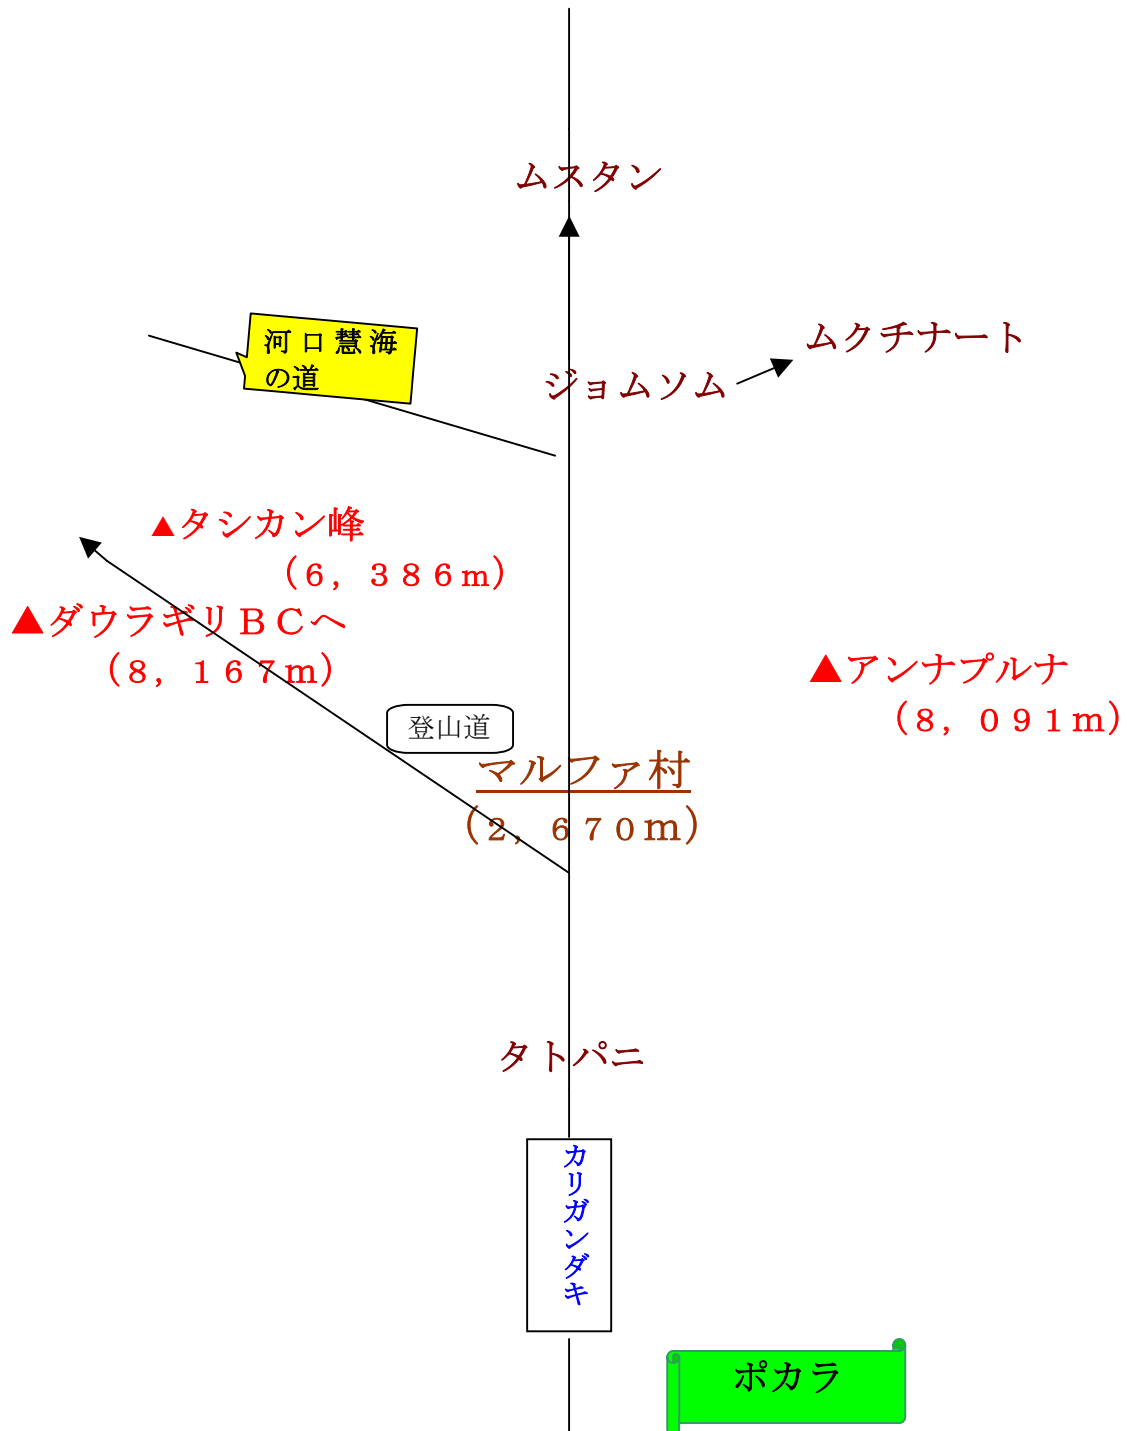 ムスタン
ムクチナート
河口慧海
の道
ジョムソム
▲タシカン峰
（６，３８６ｍ）
▲ダウラギリＢＣへ
（８，１６７ｍ）
▲アンナプルナ
（８，０９１ｍ）
登山道
マルファ村
（２，６７０ｍ）
タトパニ
カリガンダキ
ポカラ